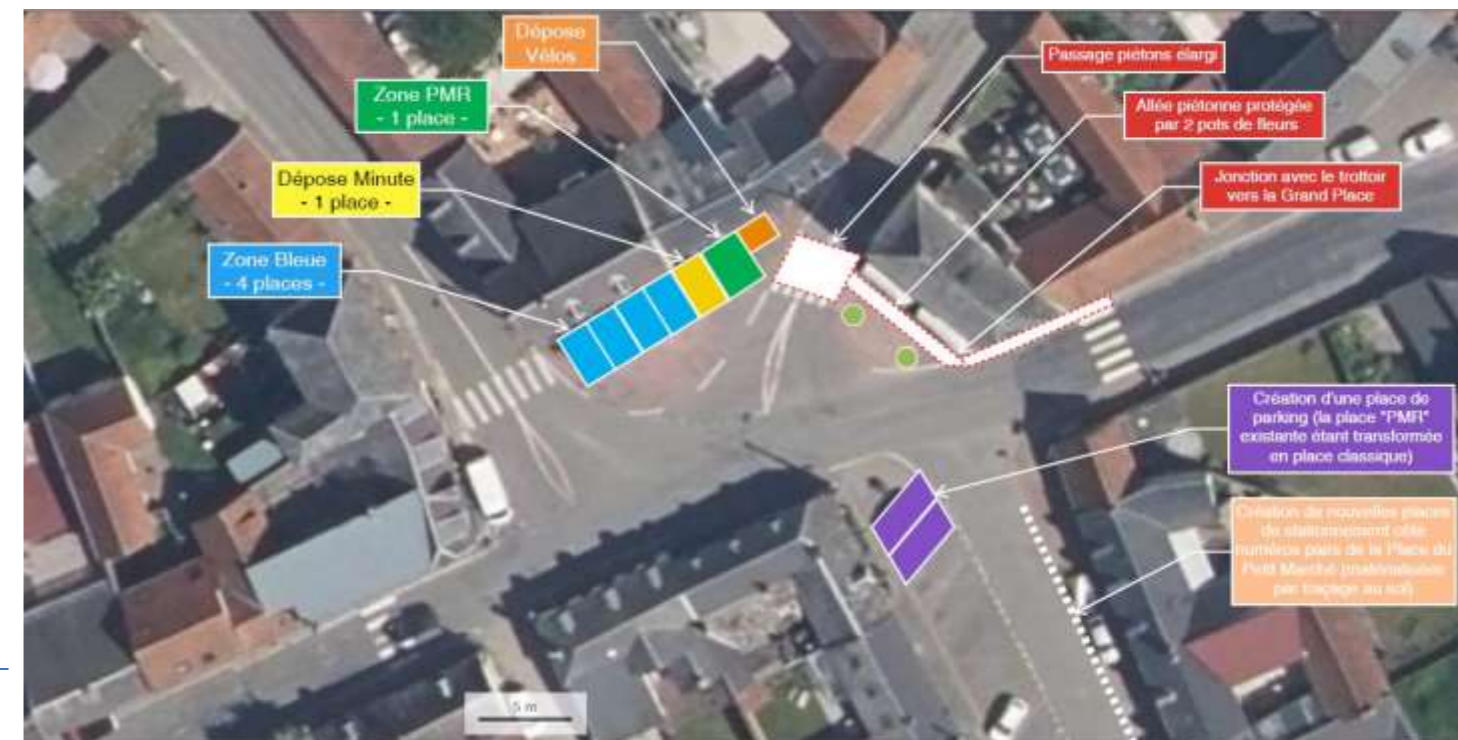 Dépose
Vélos
Passage piétons élargi
Zone PMR
- 1 place -
Allée piétonne protégée
par 2 pots de fleurs
Dépose Minute
- 1 place -
Jonction avec le trottoir
vers la Grand Place
Zone Bleue
- 4 places -
Création d'une place de
parking (la place "PMR"
existante étant transformée
en place classique)
Création de nouvelles places
de stationnement côté
numéros pairs de la Place du
Petit Marché (matérialisées
par traçage au sol)
5 m